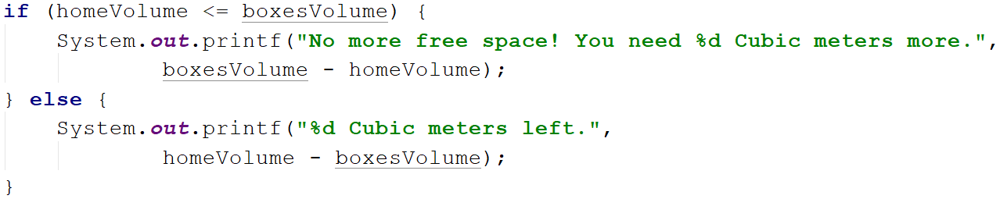 if (homeVolume <= boxesVolume) {
    System.out.printf("No more free space! You need %d Cubic meters more.",
            boxesVolume - homeVolume);
} else {
    System.out.printf("%d Cubic meters left.",
            homeVolume - boxesVolume);
}